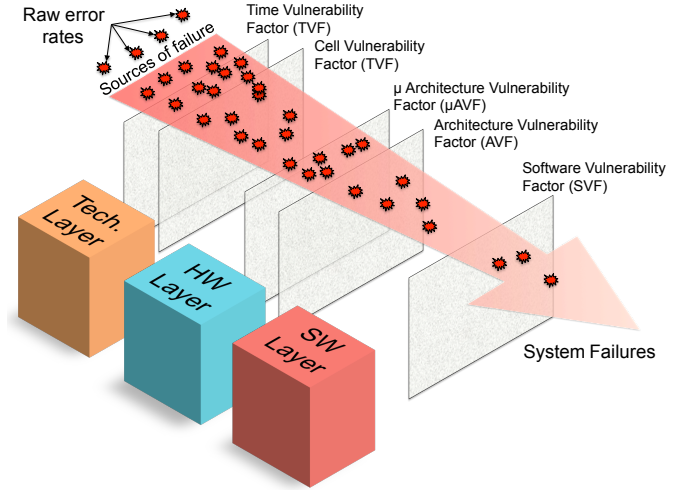 Raw error
rates
Sources of failure
Time Vulnerability
Factor (TVF)
Cell Vulnerability
Factor (TVF)
μ Architecture Vulnerability
Factor (μAVF)
Architecture Vulnerability
Factor (AVF)
Software Vulnerability
Factor (SVF)
Tech.
Layer
HW
Layer
SW
Layer
System Failures